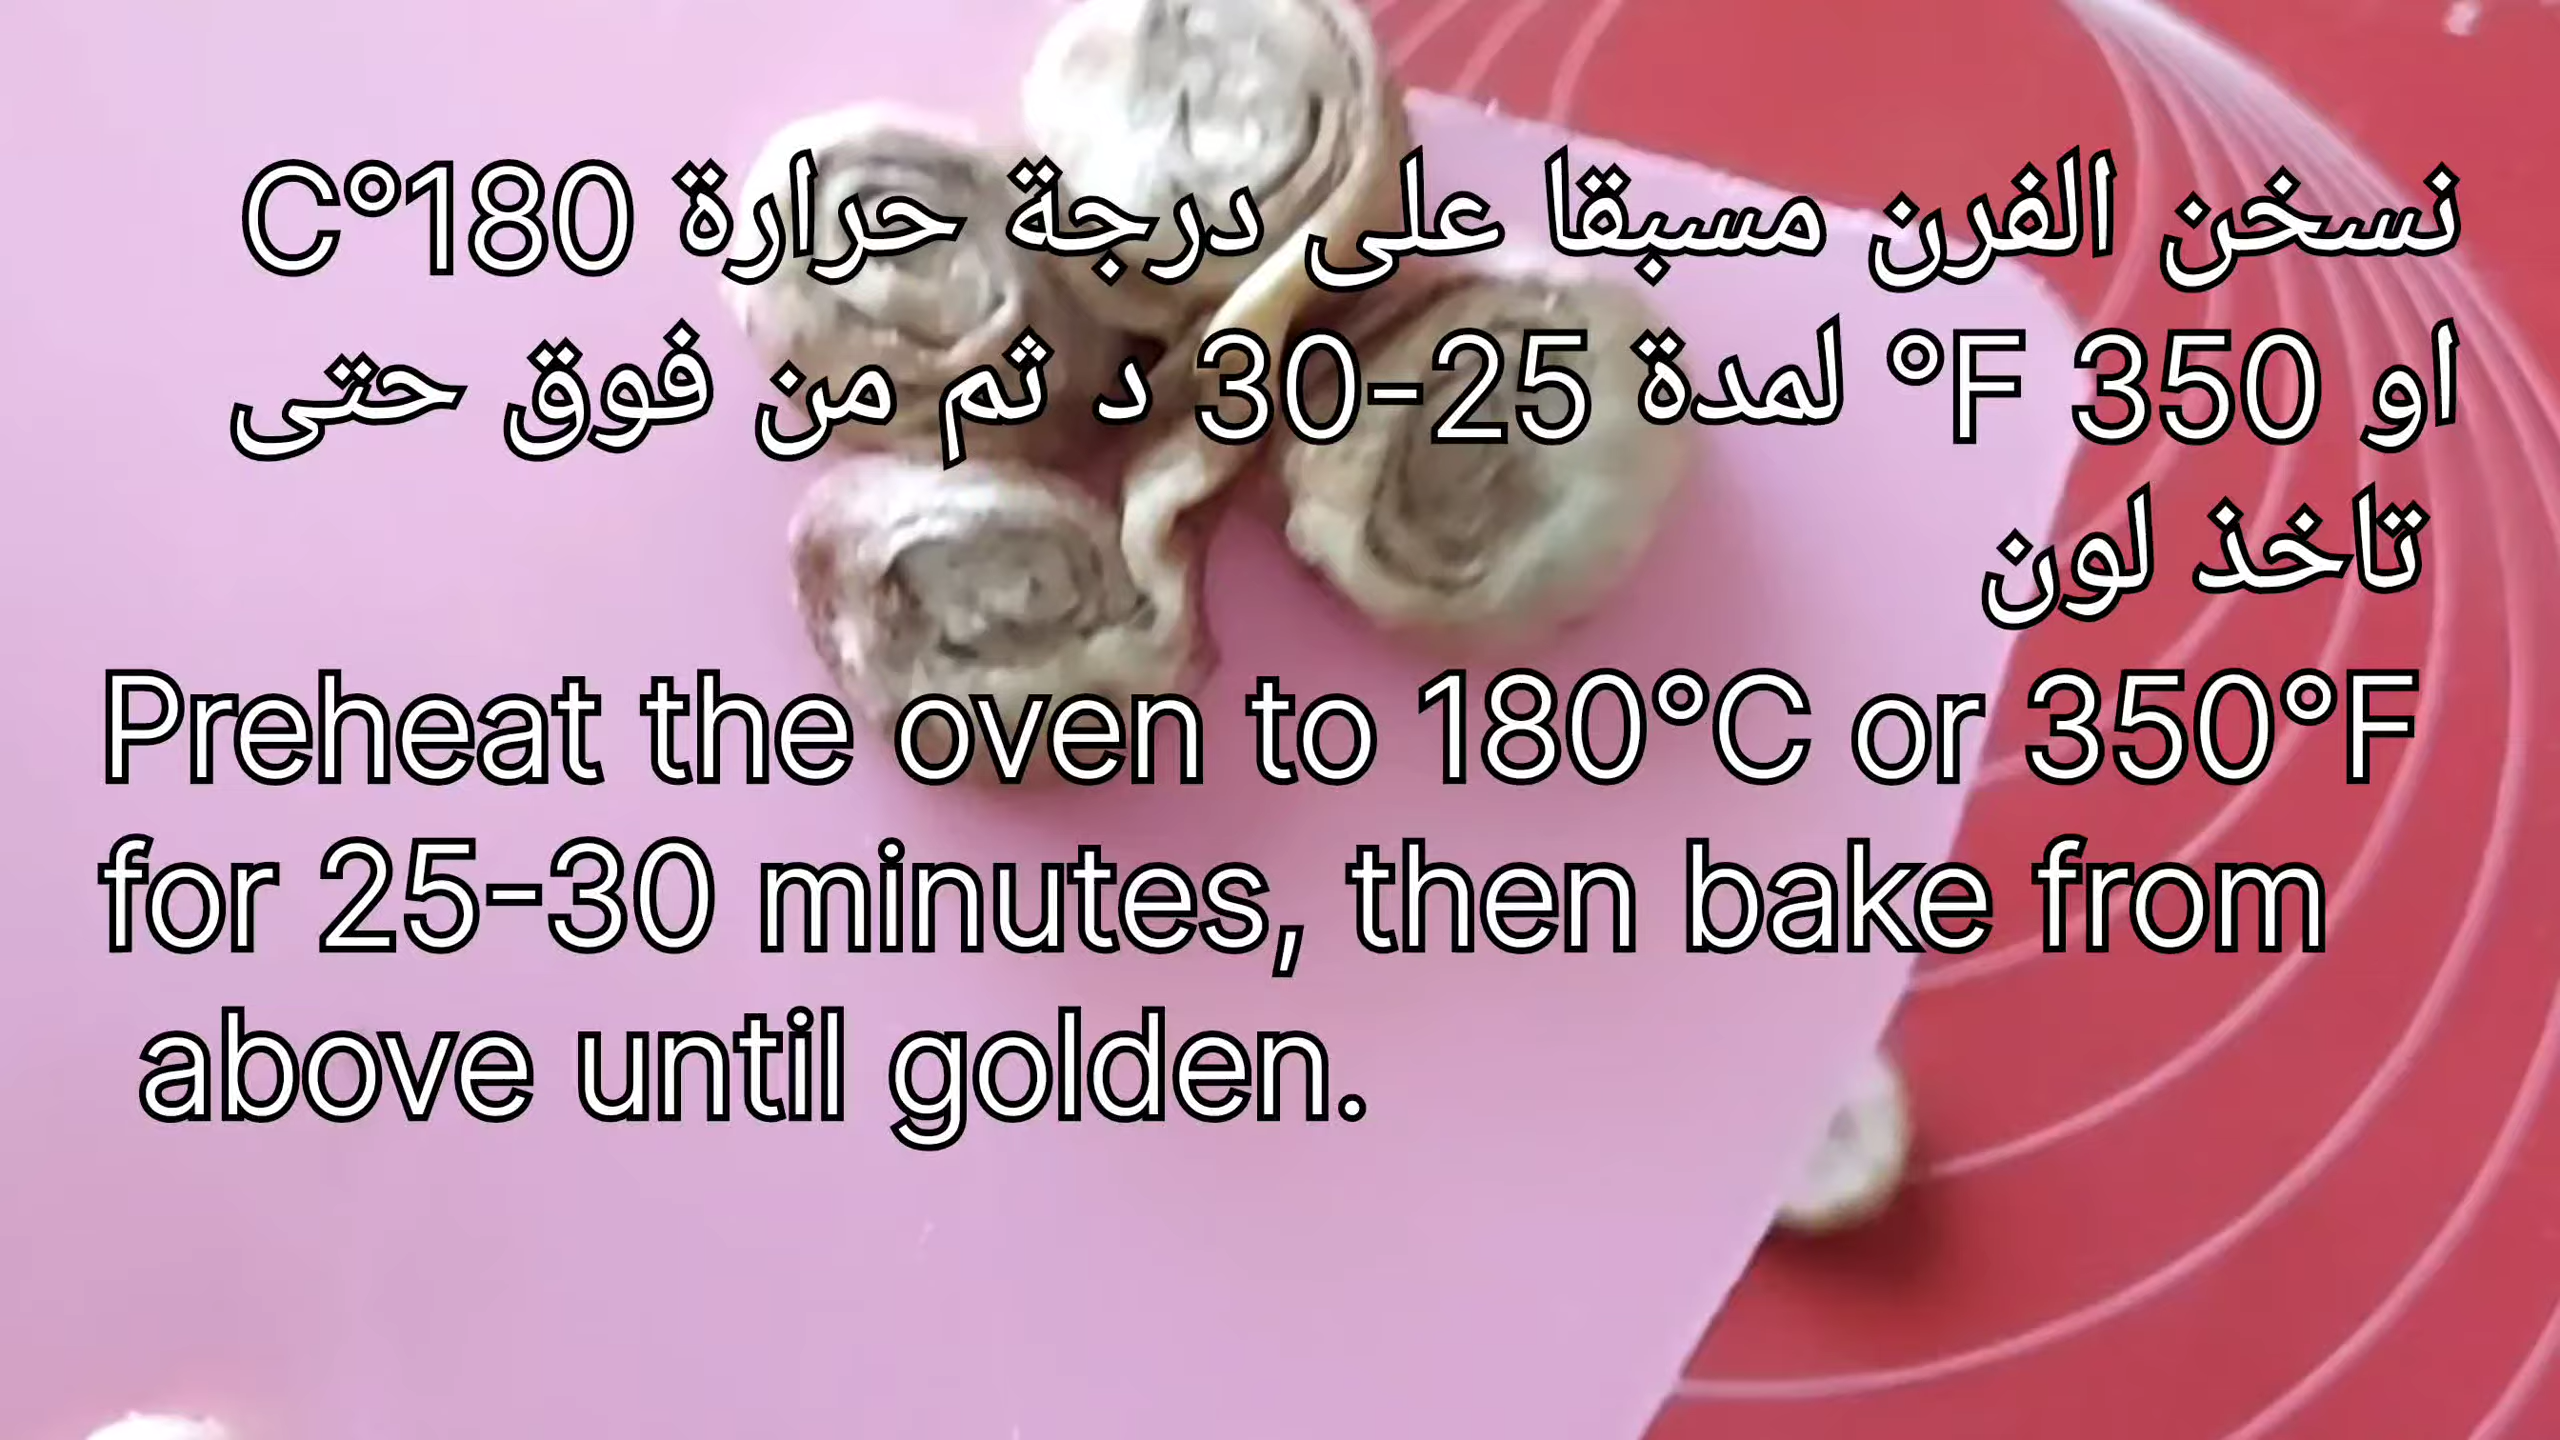 نسخن الفرن مسبقا على درجة حرارة 180°C
او 350 F° لمدة 25-30 د ثم من فوق حتى
تاخذ لون
Preheat the oven to 180°C or 350°F
for 25-30 minutes, then bake from
above until golden.